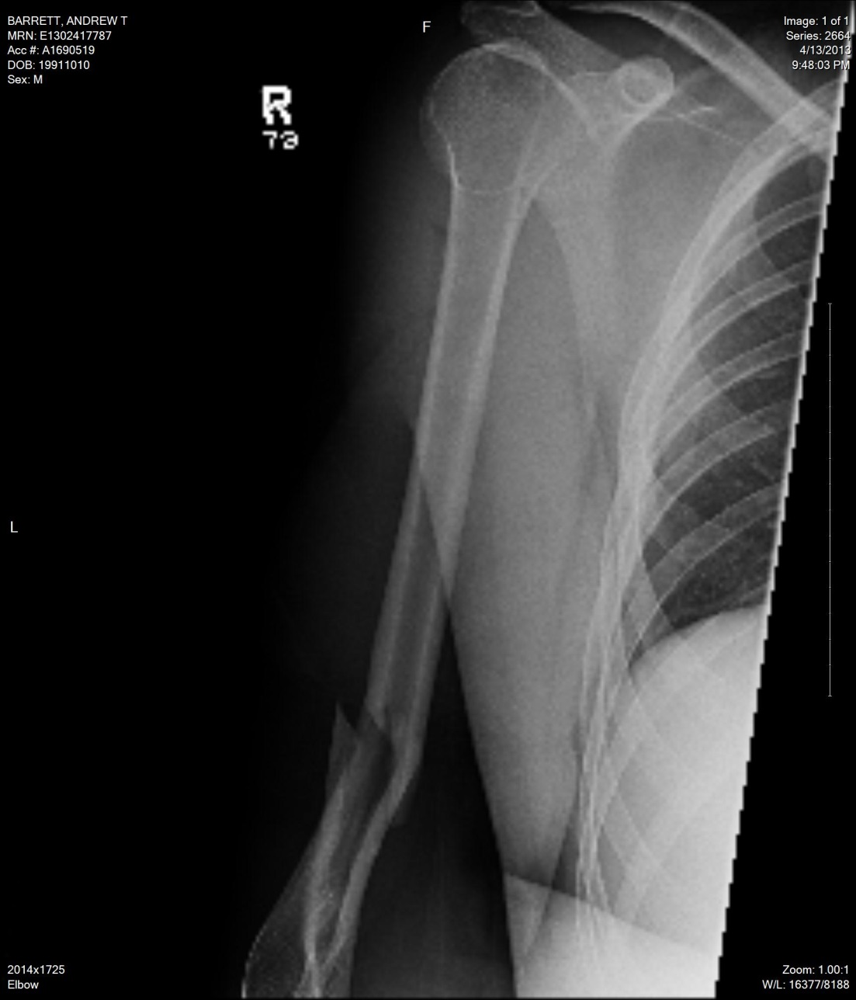 BARRETT, ANDREW T
MRN: E1302417787
Acc #: A1690519
DOB: 19911010
Sex: M
F
Image: 1 of 1
Series: 2664
4/13/2013
9:48:03 PM
R
L
2014x1725
Elbow
Zoom: 1.00:1
W/L: 16377/8188